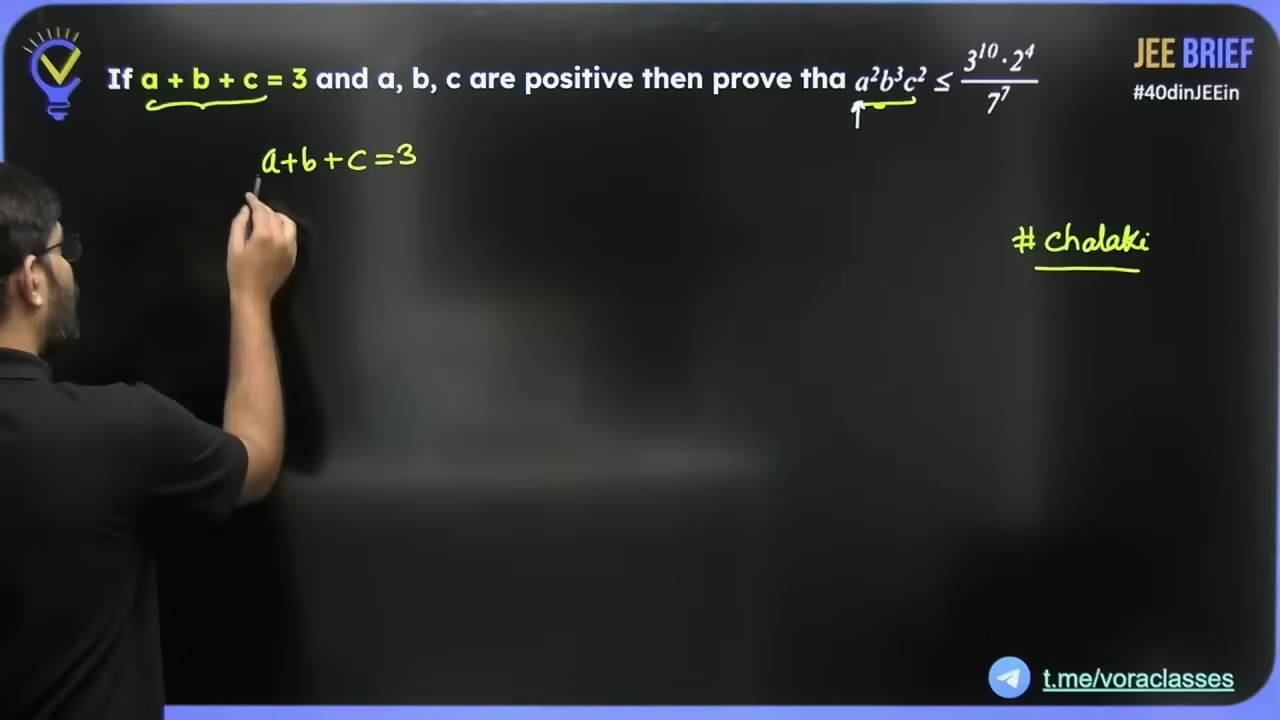 If a + b + c = 3 and a, b, c are positive then prove tha a²b³c² ≤ 3¹⁰·2⁴ / 7⁷
JEE BRIEF
#40dinJEEin
a+b+c=3
# chalaki
t.me/voraclasses